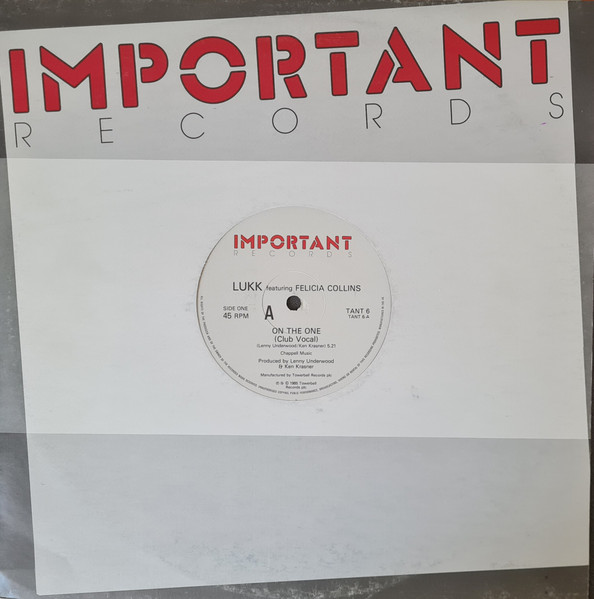 IMPORTANT
RECORDS
IMPORTANT
RECORDS
LUKK featuring FELICIA COLLINS
SIDE ONE
45 RPM
A
TANT 6
TANT 6 A
ON THE ONE
(Club Vocal)
(Lenny Underwood/Ken Krasner) 5.21
Chappell Music
Produced by Lenny Underwood
& Ken Krasner
Manufactured by Towerbell Records plc.
℗ © 1985 Towerbell
Records plc.